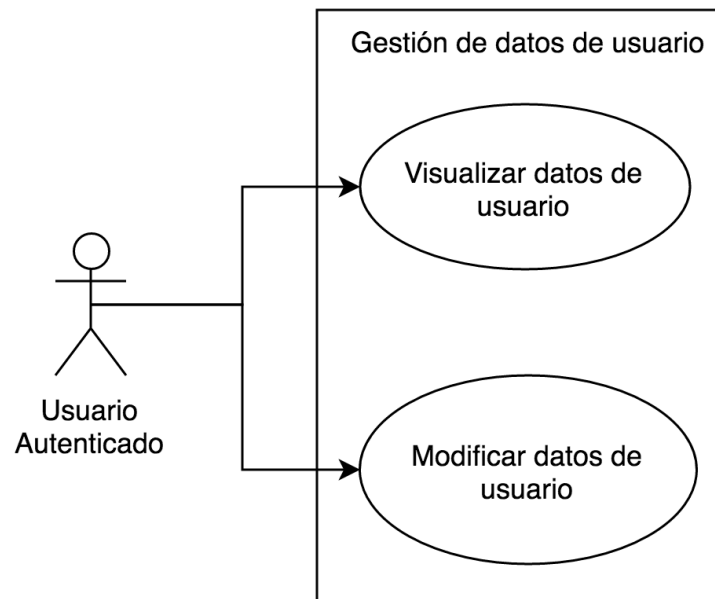 Gestión de datos de usuario
Visualizar datos de
usuario
Usuario
Autenticado
Modificar datos de
usuario